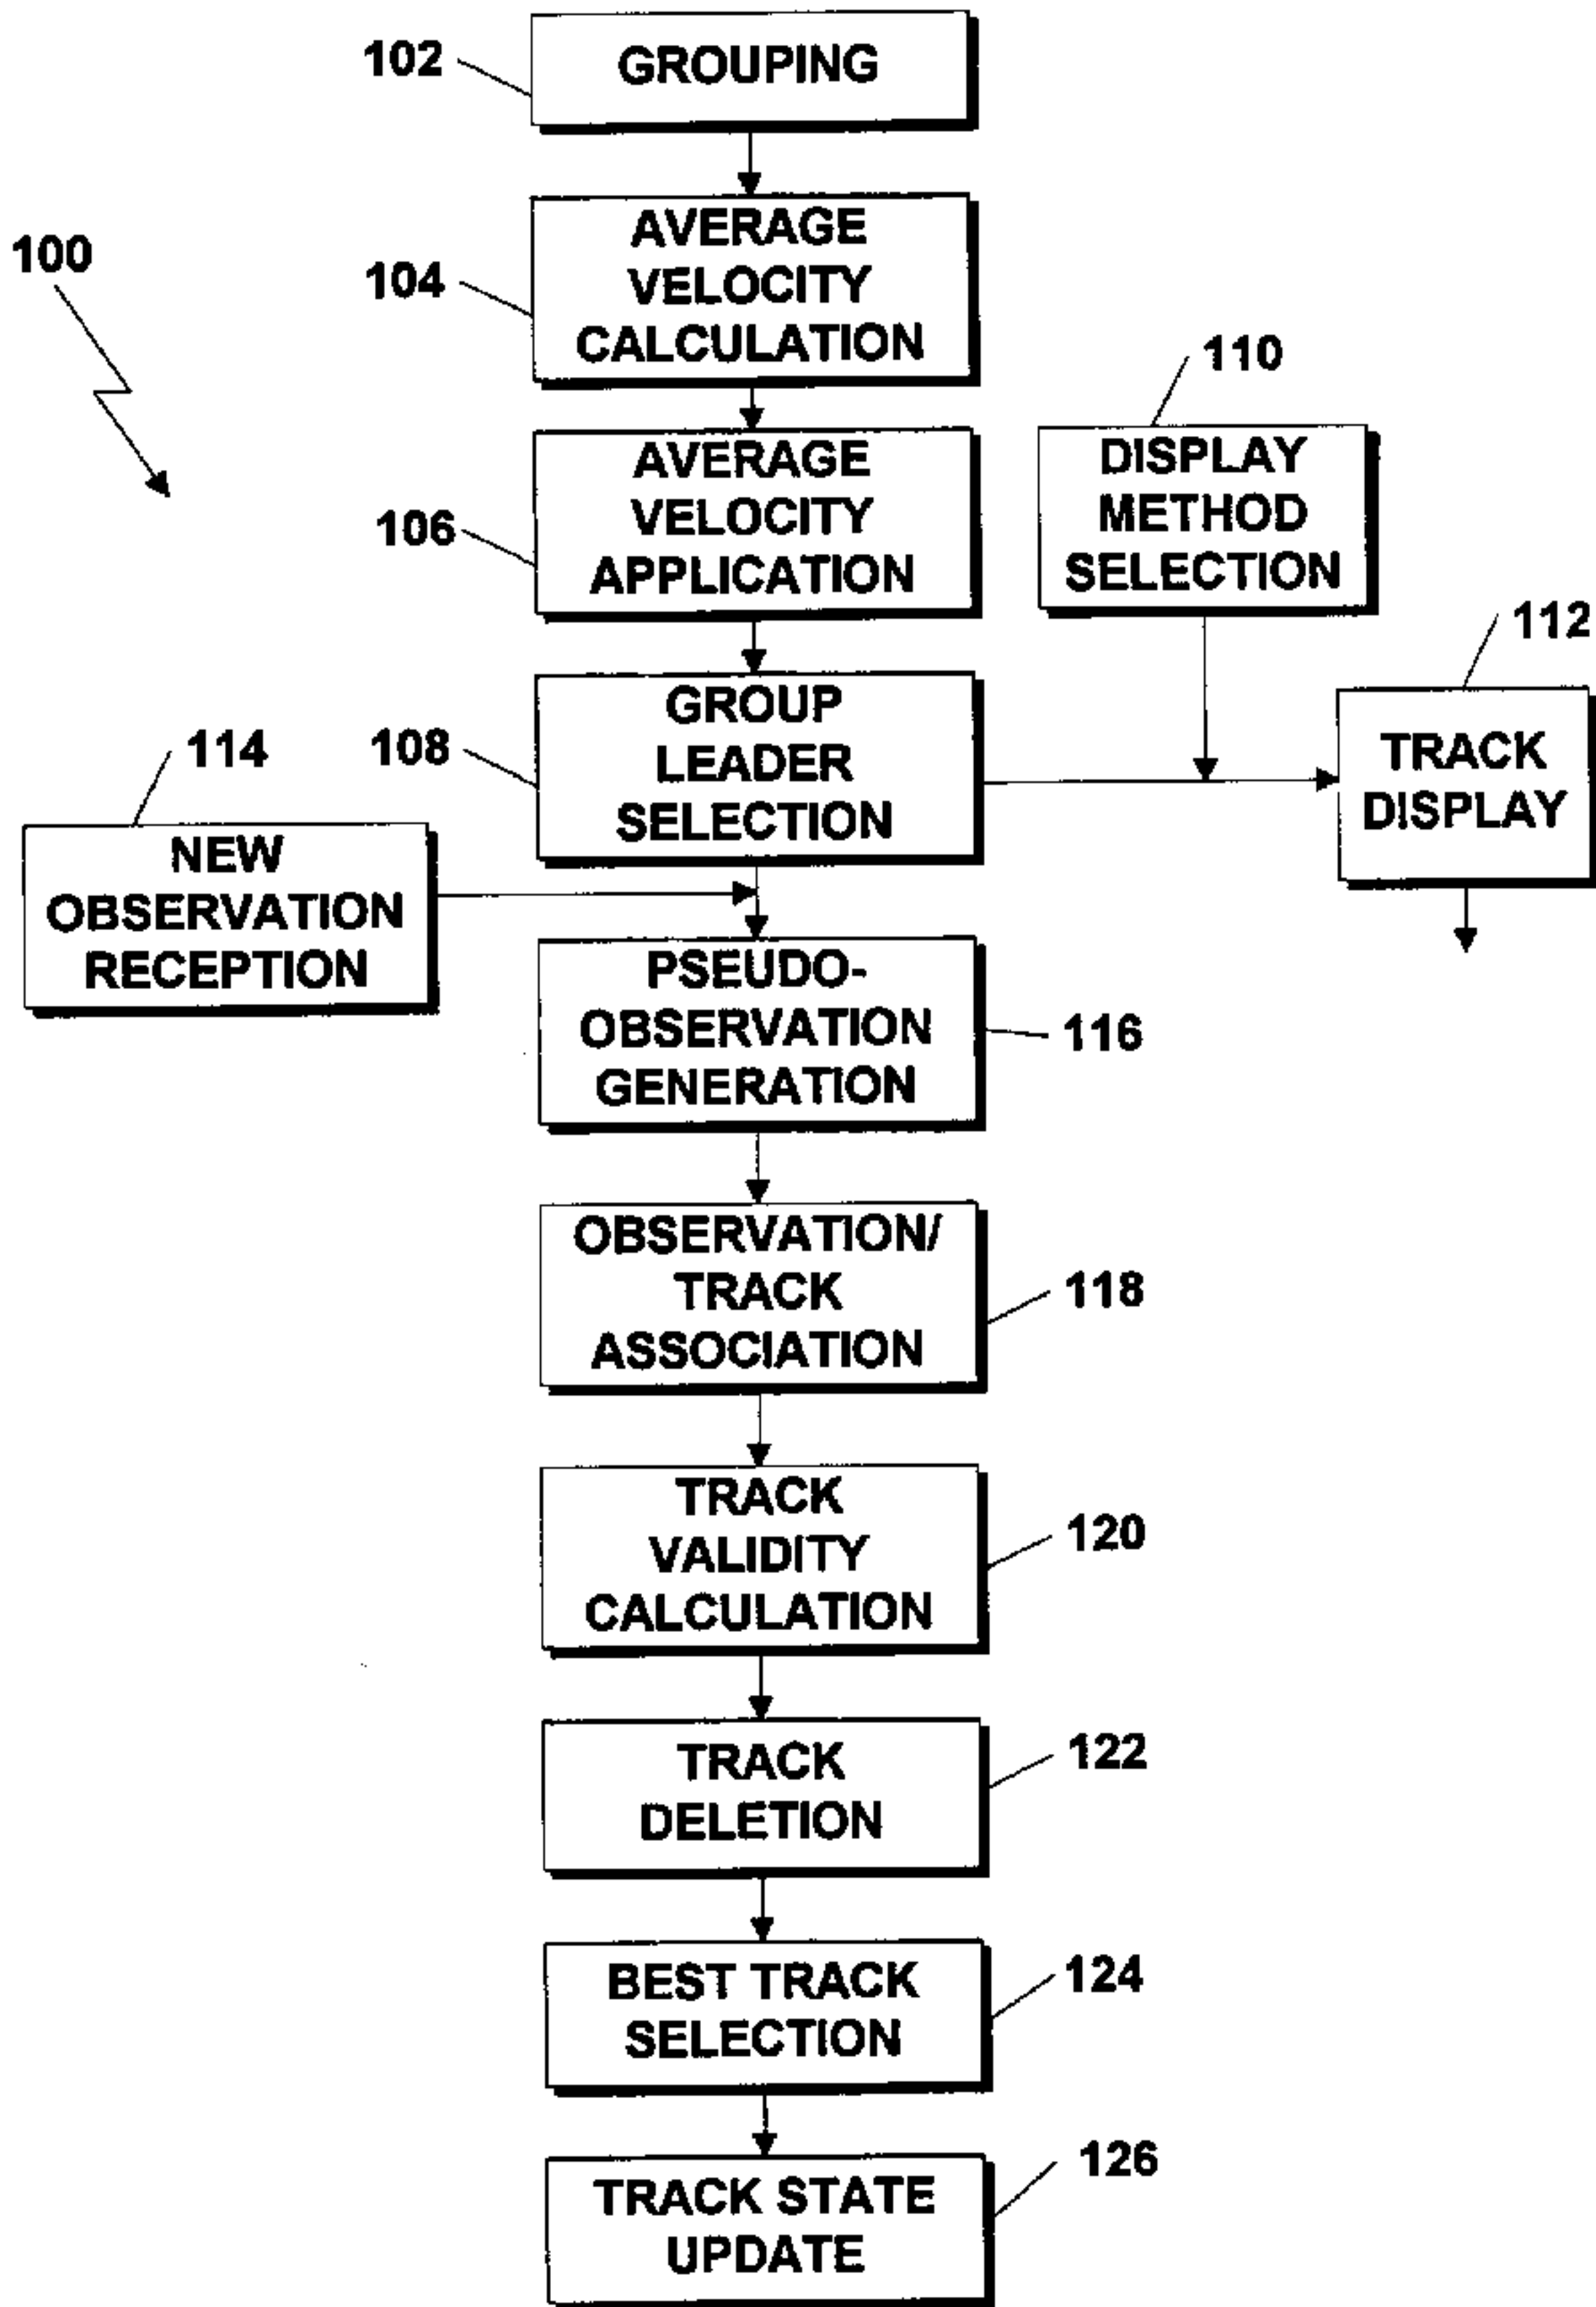 102
GROUPING
100
104
AVERAGE
VELOCITY
CALCULATION
106
AVERAGE
VELOCITY
APPLICATION
110
DISPLAY
METHOD
SELECTION
108
GROUP
LEADER
SELECTION
112
TRACK
DISPLAY
114
NEW
OBSERVATION
RECEPTION
PSEUDO-
OBSERVATION
GENERATION
116
OBSERVATION/
TRACK
ASSOCIATION
118
TRACK
VALIDITY
CALCULATION
120
TRACK
DELETION
122
BEST TRACK
SELECTION
124
TRACK STATE
UPDATE
126